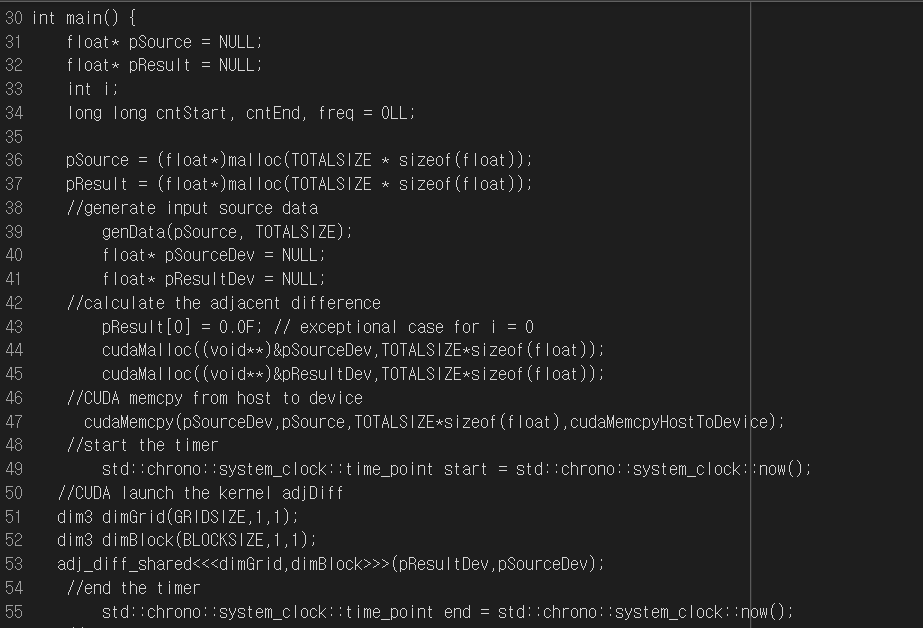 30 int main() {
31 float* pSource = NULL;
32 float* pResult = NULL;
33 int i;
34 long long cntStart, cntEnd, freq = 0LL;
35
36 pSource = (float*)malloc(TOTALSIZE * sizeof(float));
37 pResult = (float*)malloc(TOTALSIZE * sizeof(float));
38 //generate input source data
39 genData(pSource, TOTALSIZE);
40 float* pSourceDev = NULL;
41 float* pResultDev = NULL;
42 //calculate the adjacent difference
43 pResult[0] = 0.0F; // exceptional case for i = 0
44 cudaMalloc((void**)&pSourceDev,TOTALSIZE*sizeof(float));
45 cudaMalloc((void**)&pResultDev,TOTALSIZE*sizeof(float));
46 //CUDA memcpy from host to device
47 cudaMemcpy(pSourceDev,pSource,TOTALSIZE*sizeof(float),cudaMemcpyHostToDevice);
48 //start the timer
49 std::chrono::system_clock::time_point start = std::chrono::system_clock::now();
50 //CUDA launch the kernel adjDiff
51 dim3 dimGrid(GRIDSIZE,1,1);
52 dim3 dimBlock(BLOCKSIZE,1,1);
53 adj_diff_shared<<<dimGrid,dimBlock>>>(pResultDev,pSourceDev);
54 //end the timer
55 std::chrono::system_clock::time_point end = std::chrono::system_clock::now();